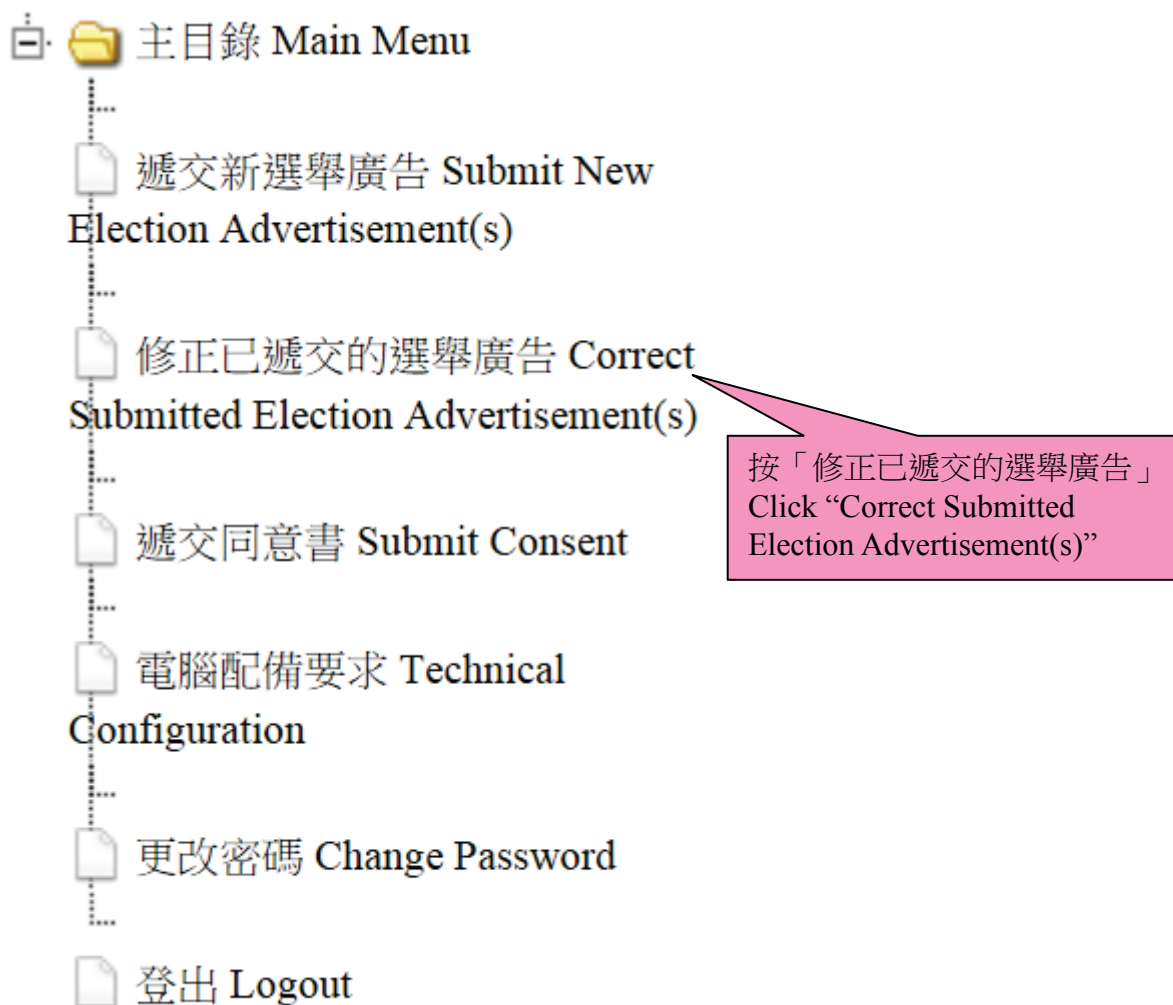 主目錄 Main Menu
遞交新選舉廣告 Submit New
Election Advertisement(s)
修正已遞交的選舉廣告 Correct
Submitted Election Advertisement(s)
按「修正已遞交的選舉廣告」
Click “Correct Submitted
Election Advertisement(s)”
遞交同意書 Submit Consent
電腦配備要求 Technical
Configuration
更改密碼 Change Password
登出 Logout